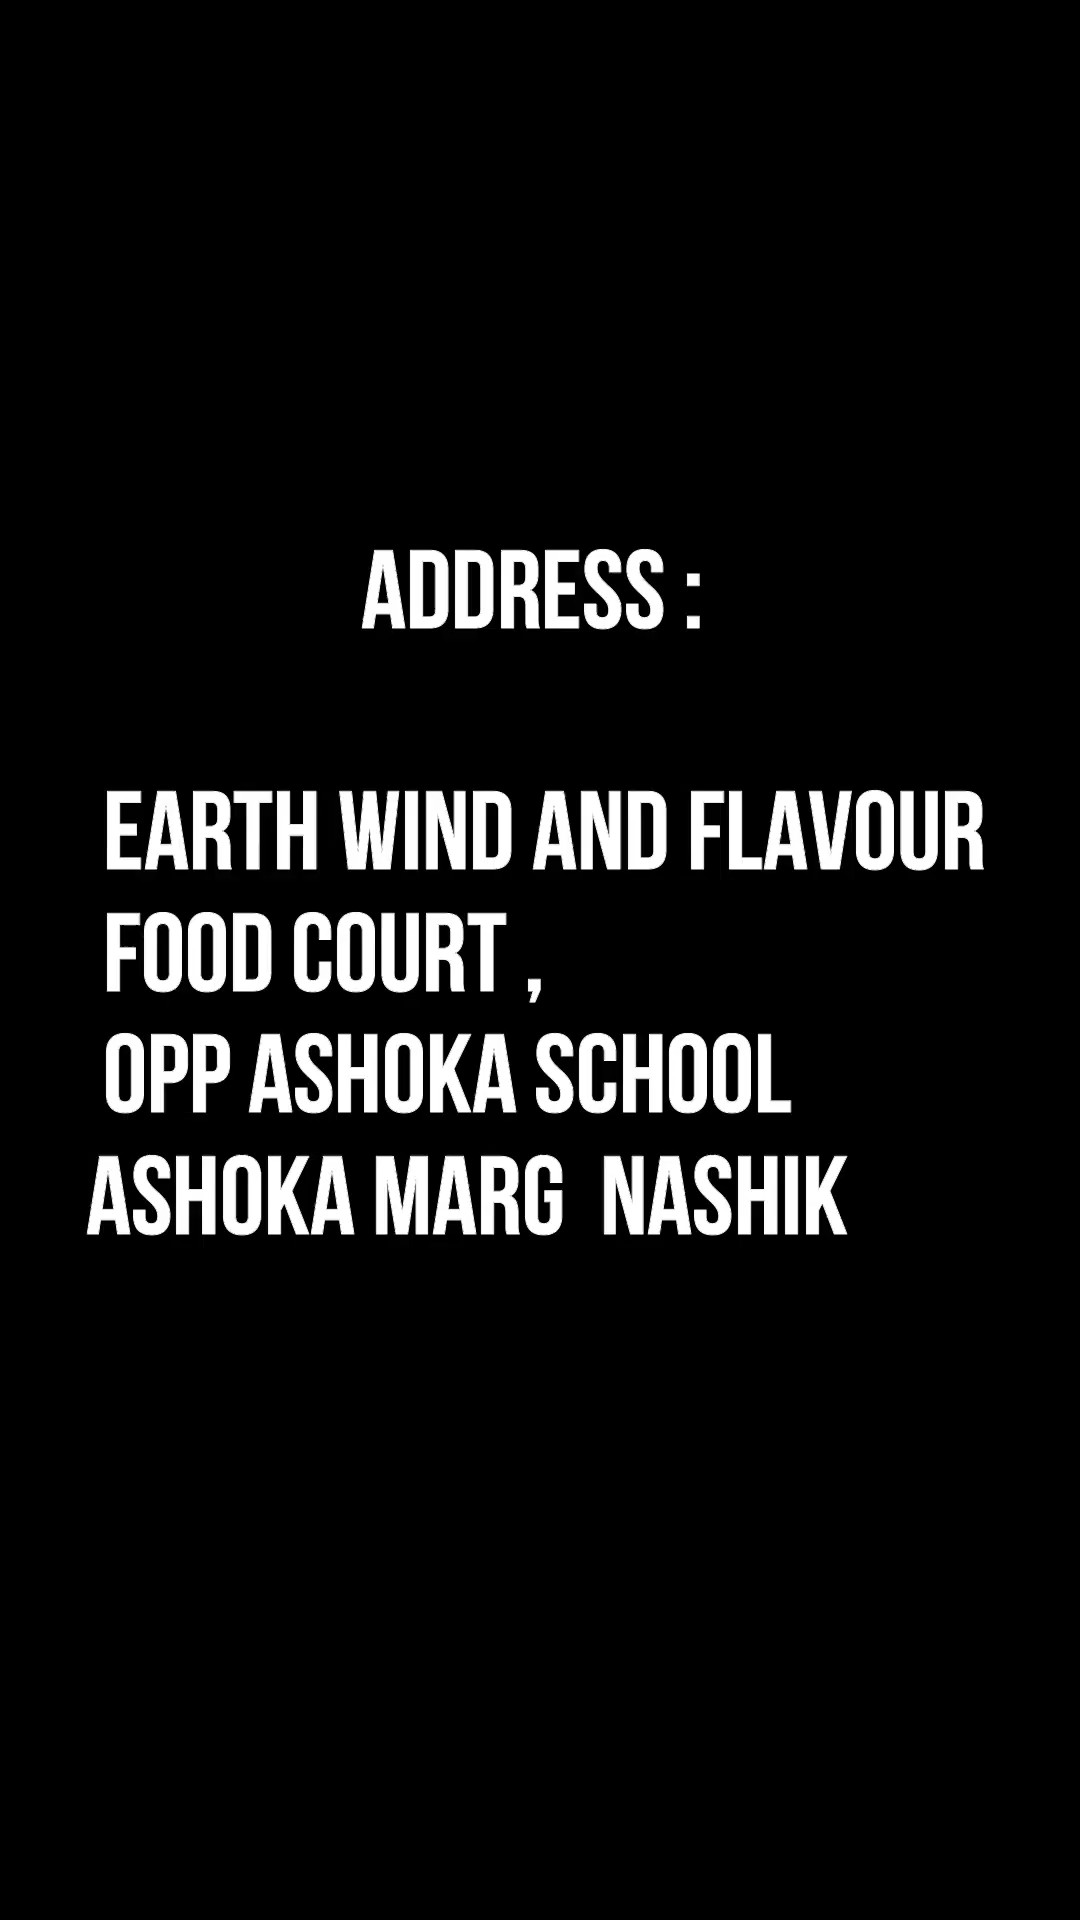 ADDRESS :
EARTH WIND AND FLAVOUR
FOOD COURT ,
OPP ASHOKA SCHOOL
ASHOKA MARG  NASHIK